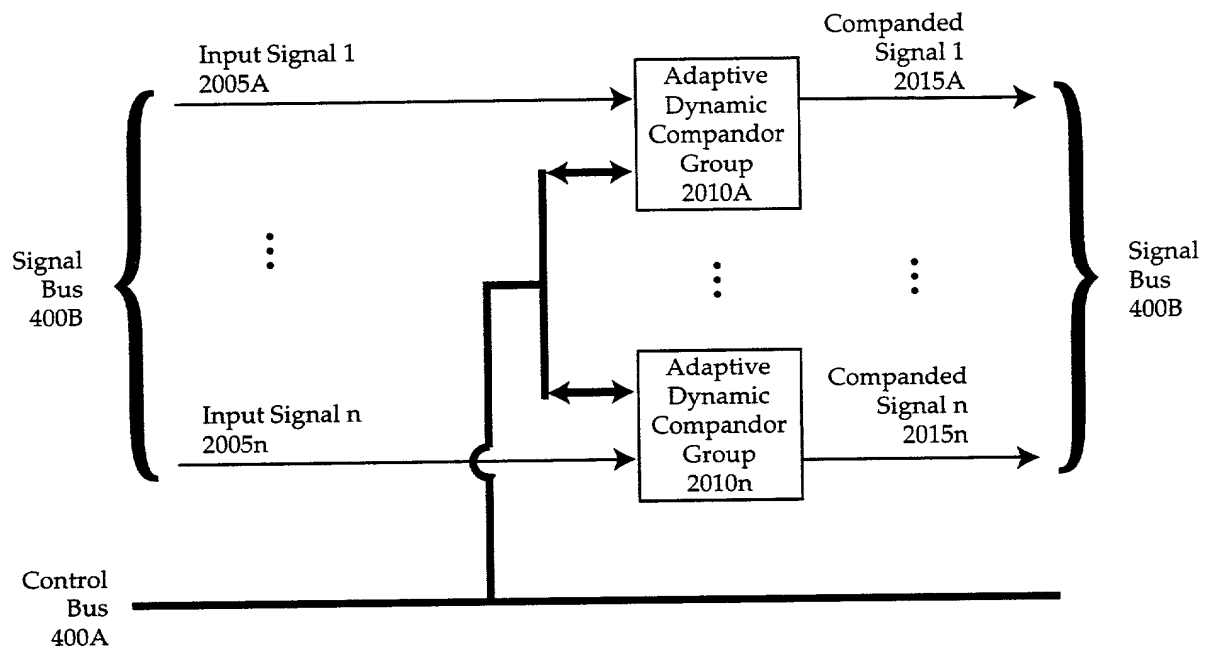 Input Signal 1
2005A
Adaptive
Dynamic
Compandor
Group
2010A
Companded
Signal 1
2015A
Signal
Bus
400B
Signal
Bus
400B
Input Signal n
2005n
Adaptive
Dynamic
Compandor
Group
2010n
Companded
Signal n
2015n
Control
Bus
400A